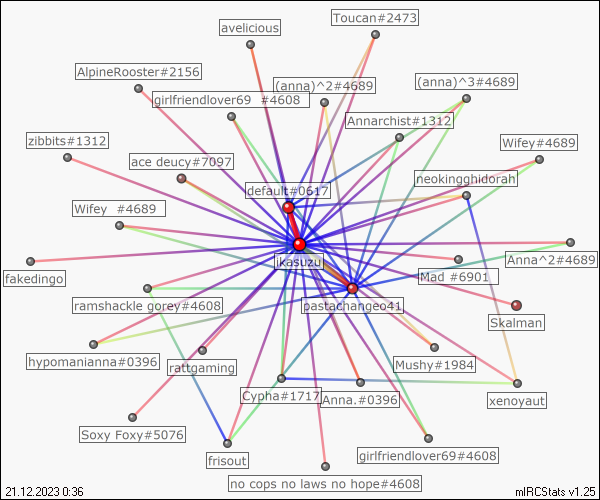 Toucan#2473
avelicious
AlpineRooster#2156
(anna)^2#4689
(anna)^3#4689
girlfriendlover69 #4608
Annarchist#1312
zibbits#1312
Wifey#4689
ace deucy#7097
neokingghidorah
default#0617
Wifey #4689
Anna^2#4689
jkasuzu
fakedingo
Mad #6901
ramshackle gorey#4608
pastachangeo41
Skalman
hypomanianna#0396
rattgaming
Mushy#1984
Cypha#1717
Anna.#0396
xenoyaut
Soxy Foxy#5076
frisout
girlfriendlover69#4608
no cops no laws no hope#4608
21.12.2023 0:36
mIRCStats v1.25